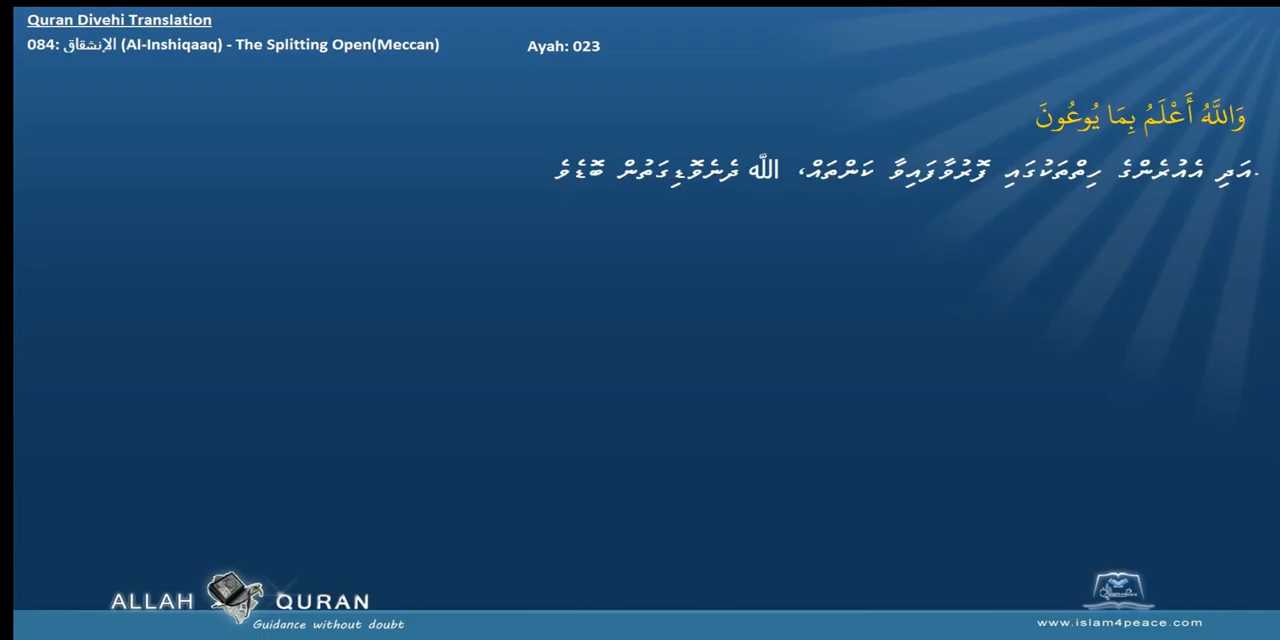 Quran Divehi Translation
084: الإنشقاق (Al-Inshiqaaq) - The Splitting Open(Meccan)
Ayah: 023
وَاللَّهُ أَعْلَمُ بِمَا يُوعُونَ
.އަދި އެއުރެންގެ ހިތްތަކުގައި ފޮރުވާފައިވާ ކަންތައް، اللَّه ދެނެވޮޑިގަތުން ބޮޑެވެ
ALLAH QURAN
Guidance without doubt
www.islam4peace.com